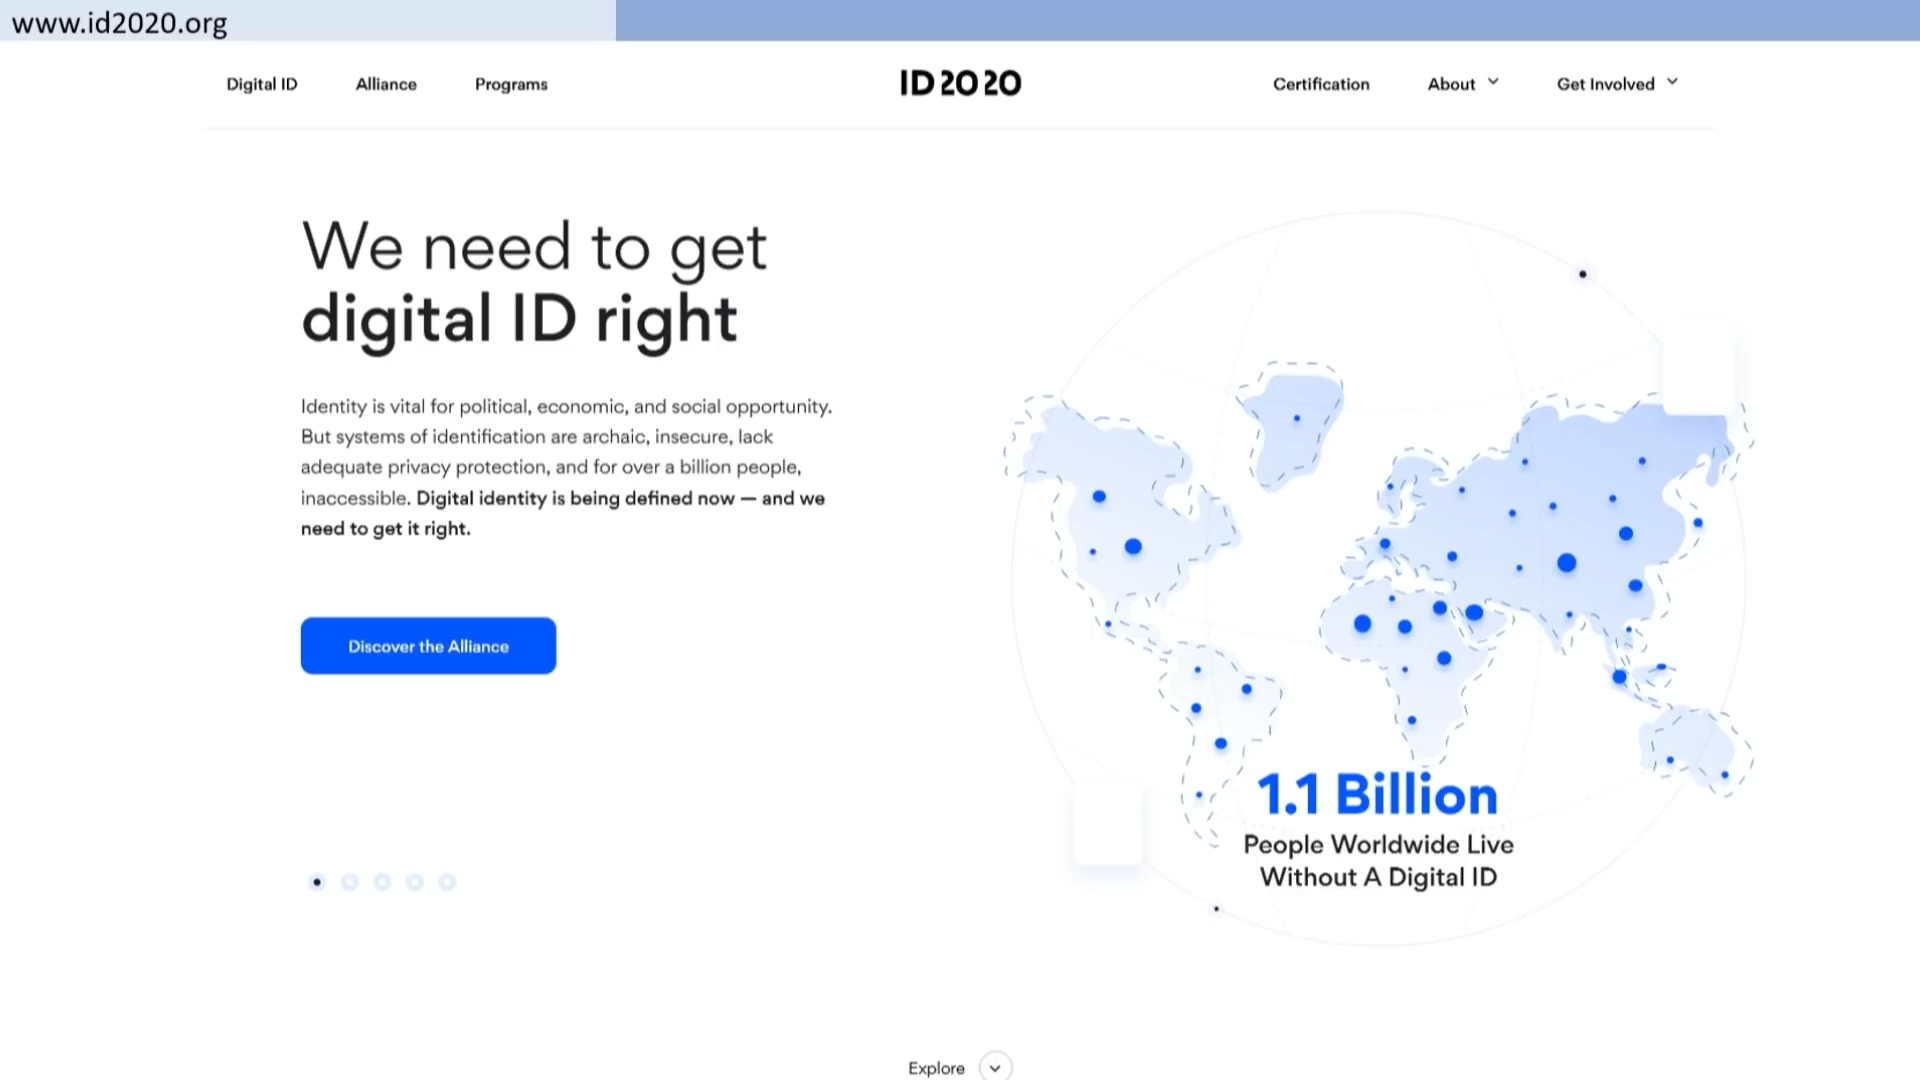 www.id2020.org
Digital ID
Alliance
Programs
ID2020
Certification
About
Get Involved
We need to get
digital ID right
Identity is vital for political, economic, and social opportunity.
But systems of identification are archaic, insecure, lack
adequate privacy protection, and for over a billion people,
inaccessible. Digital identity is being defined now — and we
need to get it right.
Discover the Alliance
1.1 Billion
People Worldwide Live
Without A Digital ID
Explore